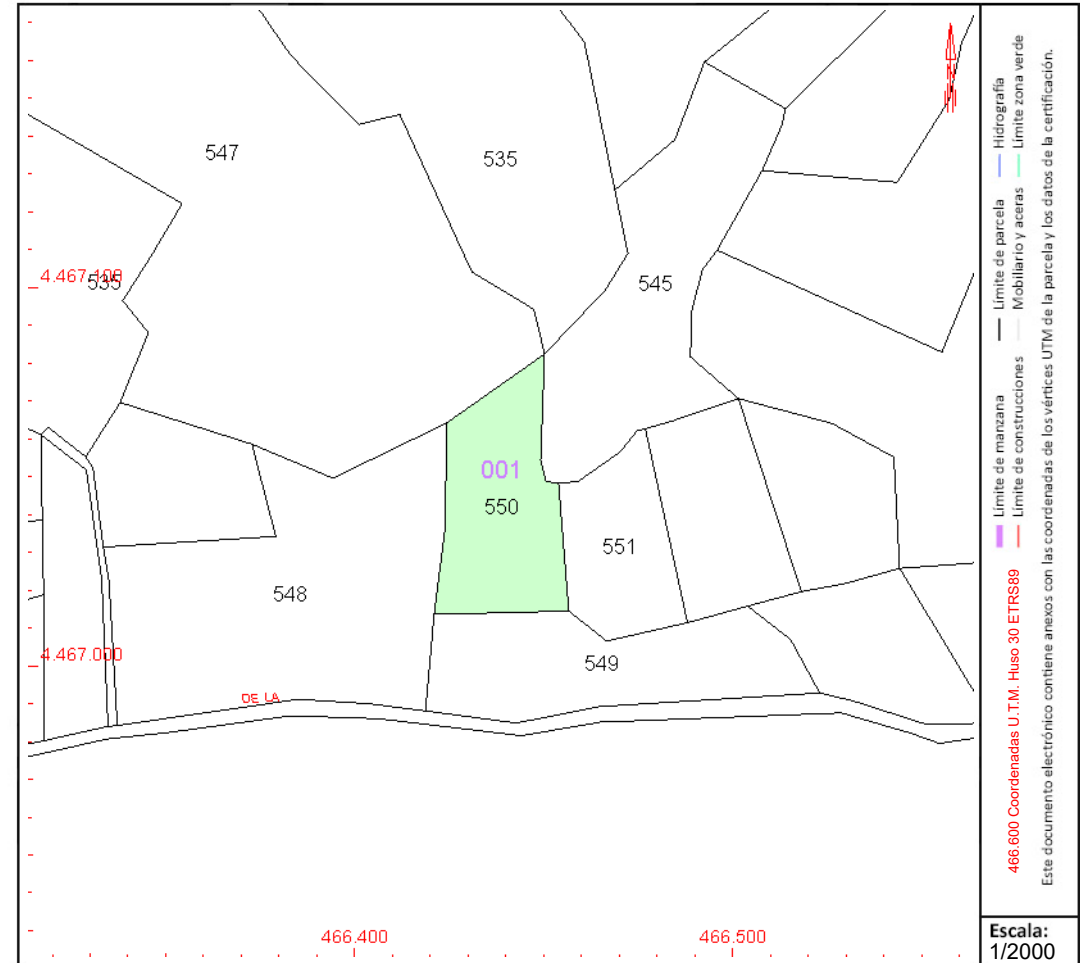 547
535
4.467.100
535
545
001
550
551
548
4.467.000
549
DE LA
466.400
466.500
Límite de manzana
Límite de parcela
Hidrografía
Límite de construcciones
Mobiliario y aceras
Límite zona verde
466.600 Coordenadas U.T.M. Huso 30 ETRS89
Este documento electrónico contiene anexos con las coordenadas de los vértices UTM de la parcela y los datos de la certificación.
Escala:
1/2000